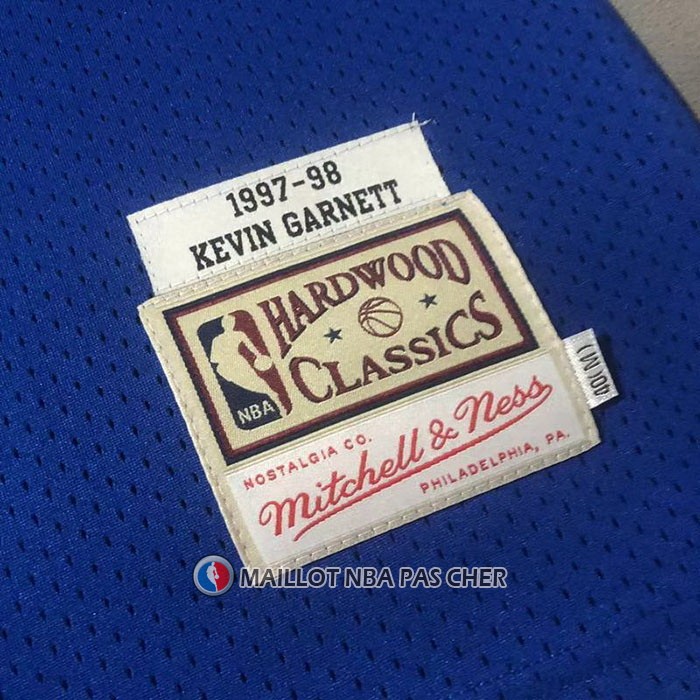 1997-98
KEVIN GARNETT
HARDWOOD
CLASSICS
NBA
40(M)
NOSTALGIA CO.
Mitchell & Ness
PHILADELPHIA, PA.
MAILLOT NBA PAS CHER